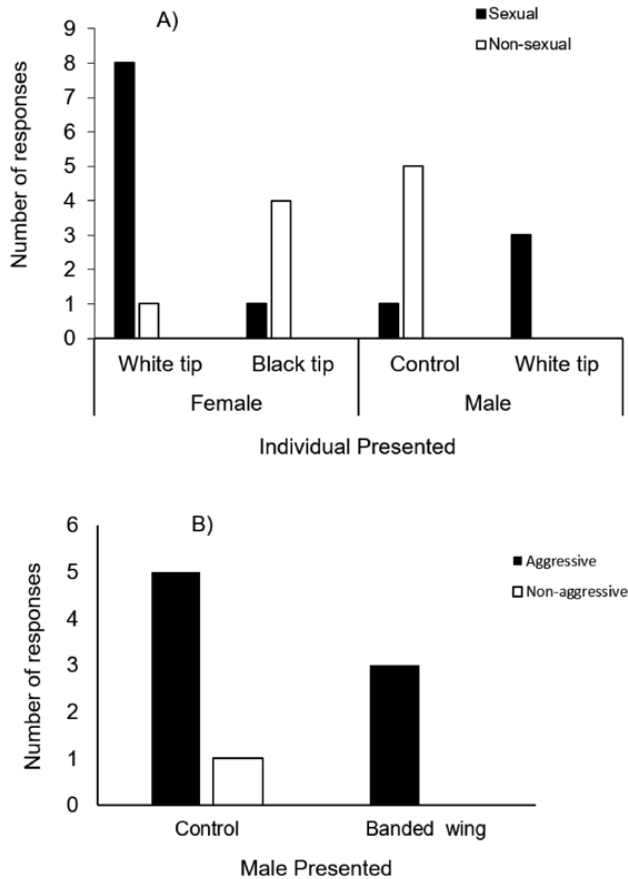 A)
Sexual
Non-sexual
9
8
7
6
5
4
3
2
1
0
Number of responses
White tip Black tip Control White tip
Female Male
Individual Presented
B)
Aggressive
Non-aggressive
6
5
4
3
2
1
0
Number of responses
Control Banded wing
Male Presented